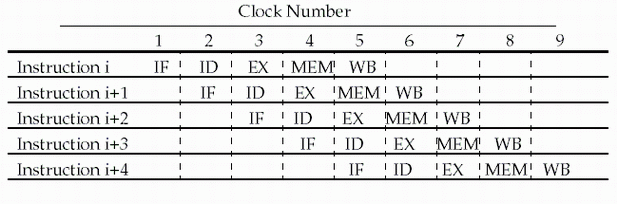 Clock Number
1 2 3 4 5 6 7 8 9
Instruction i IF ID EX MEM WB
Instruction i+1 IF ID EX MEM WB
Instruction i+2 IF ID EX MEM WB
Instruction i+3 IF ID EX MEM WB
Instruction i+4 IF ID EX MEM WB